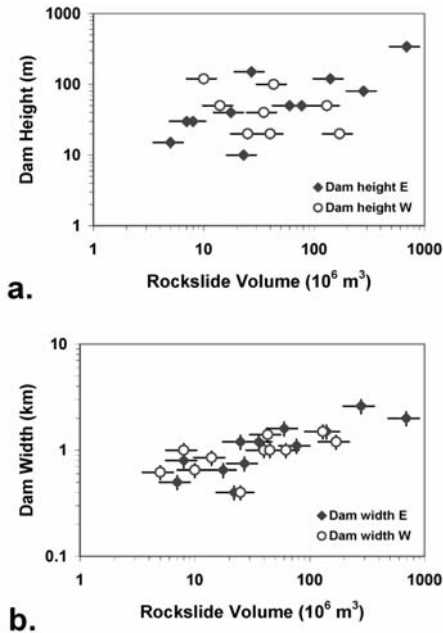 1000
100
10
1
Dam Height (m)
Dam height E
Dam height W
1 10 100 1000
Rockslide Volume (10⁶ m³)
a.
10
1
0.1
Dam Width (km)
Dam width E
Dam width W
1 10 100 1000
Rockslide Volume (10⁶ m³)
b.